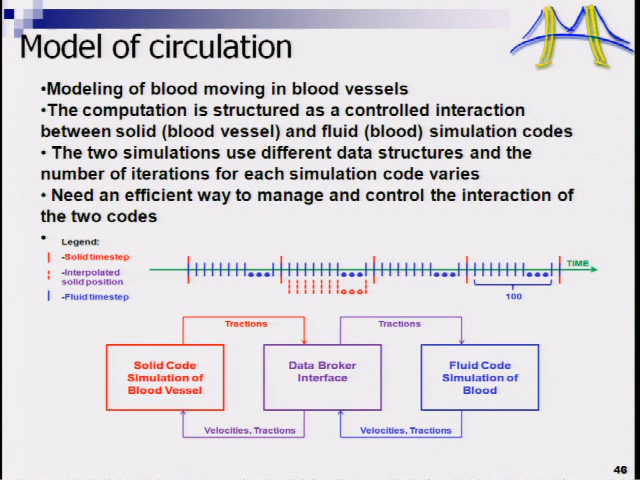 Model of circulation
•Modeling of blood moving in blood vessels
•The computation is structured as a controlled interaction
between solid (blood vessel) and fluid (blood) simulation codes
• The two simulations use different data structures and the
number of iterations for each simulation code varies
• Need an efficient way to manage and control the interaction of
the two codes
•
Legend:
-Solid timestep
-Interpolated
solid position
-Fluid timestep
TIME
100
Tractions
Tractions
Solid Code
Simulation of
Blood Vessel
Data Broker
Interface
Fluid Code
Simulation of
Blood
Velocities, Tractions
Velocities, Tractions